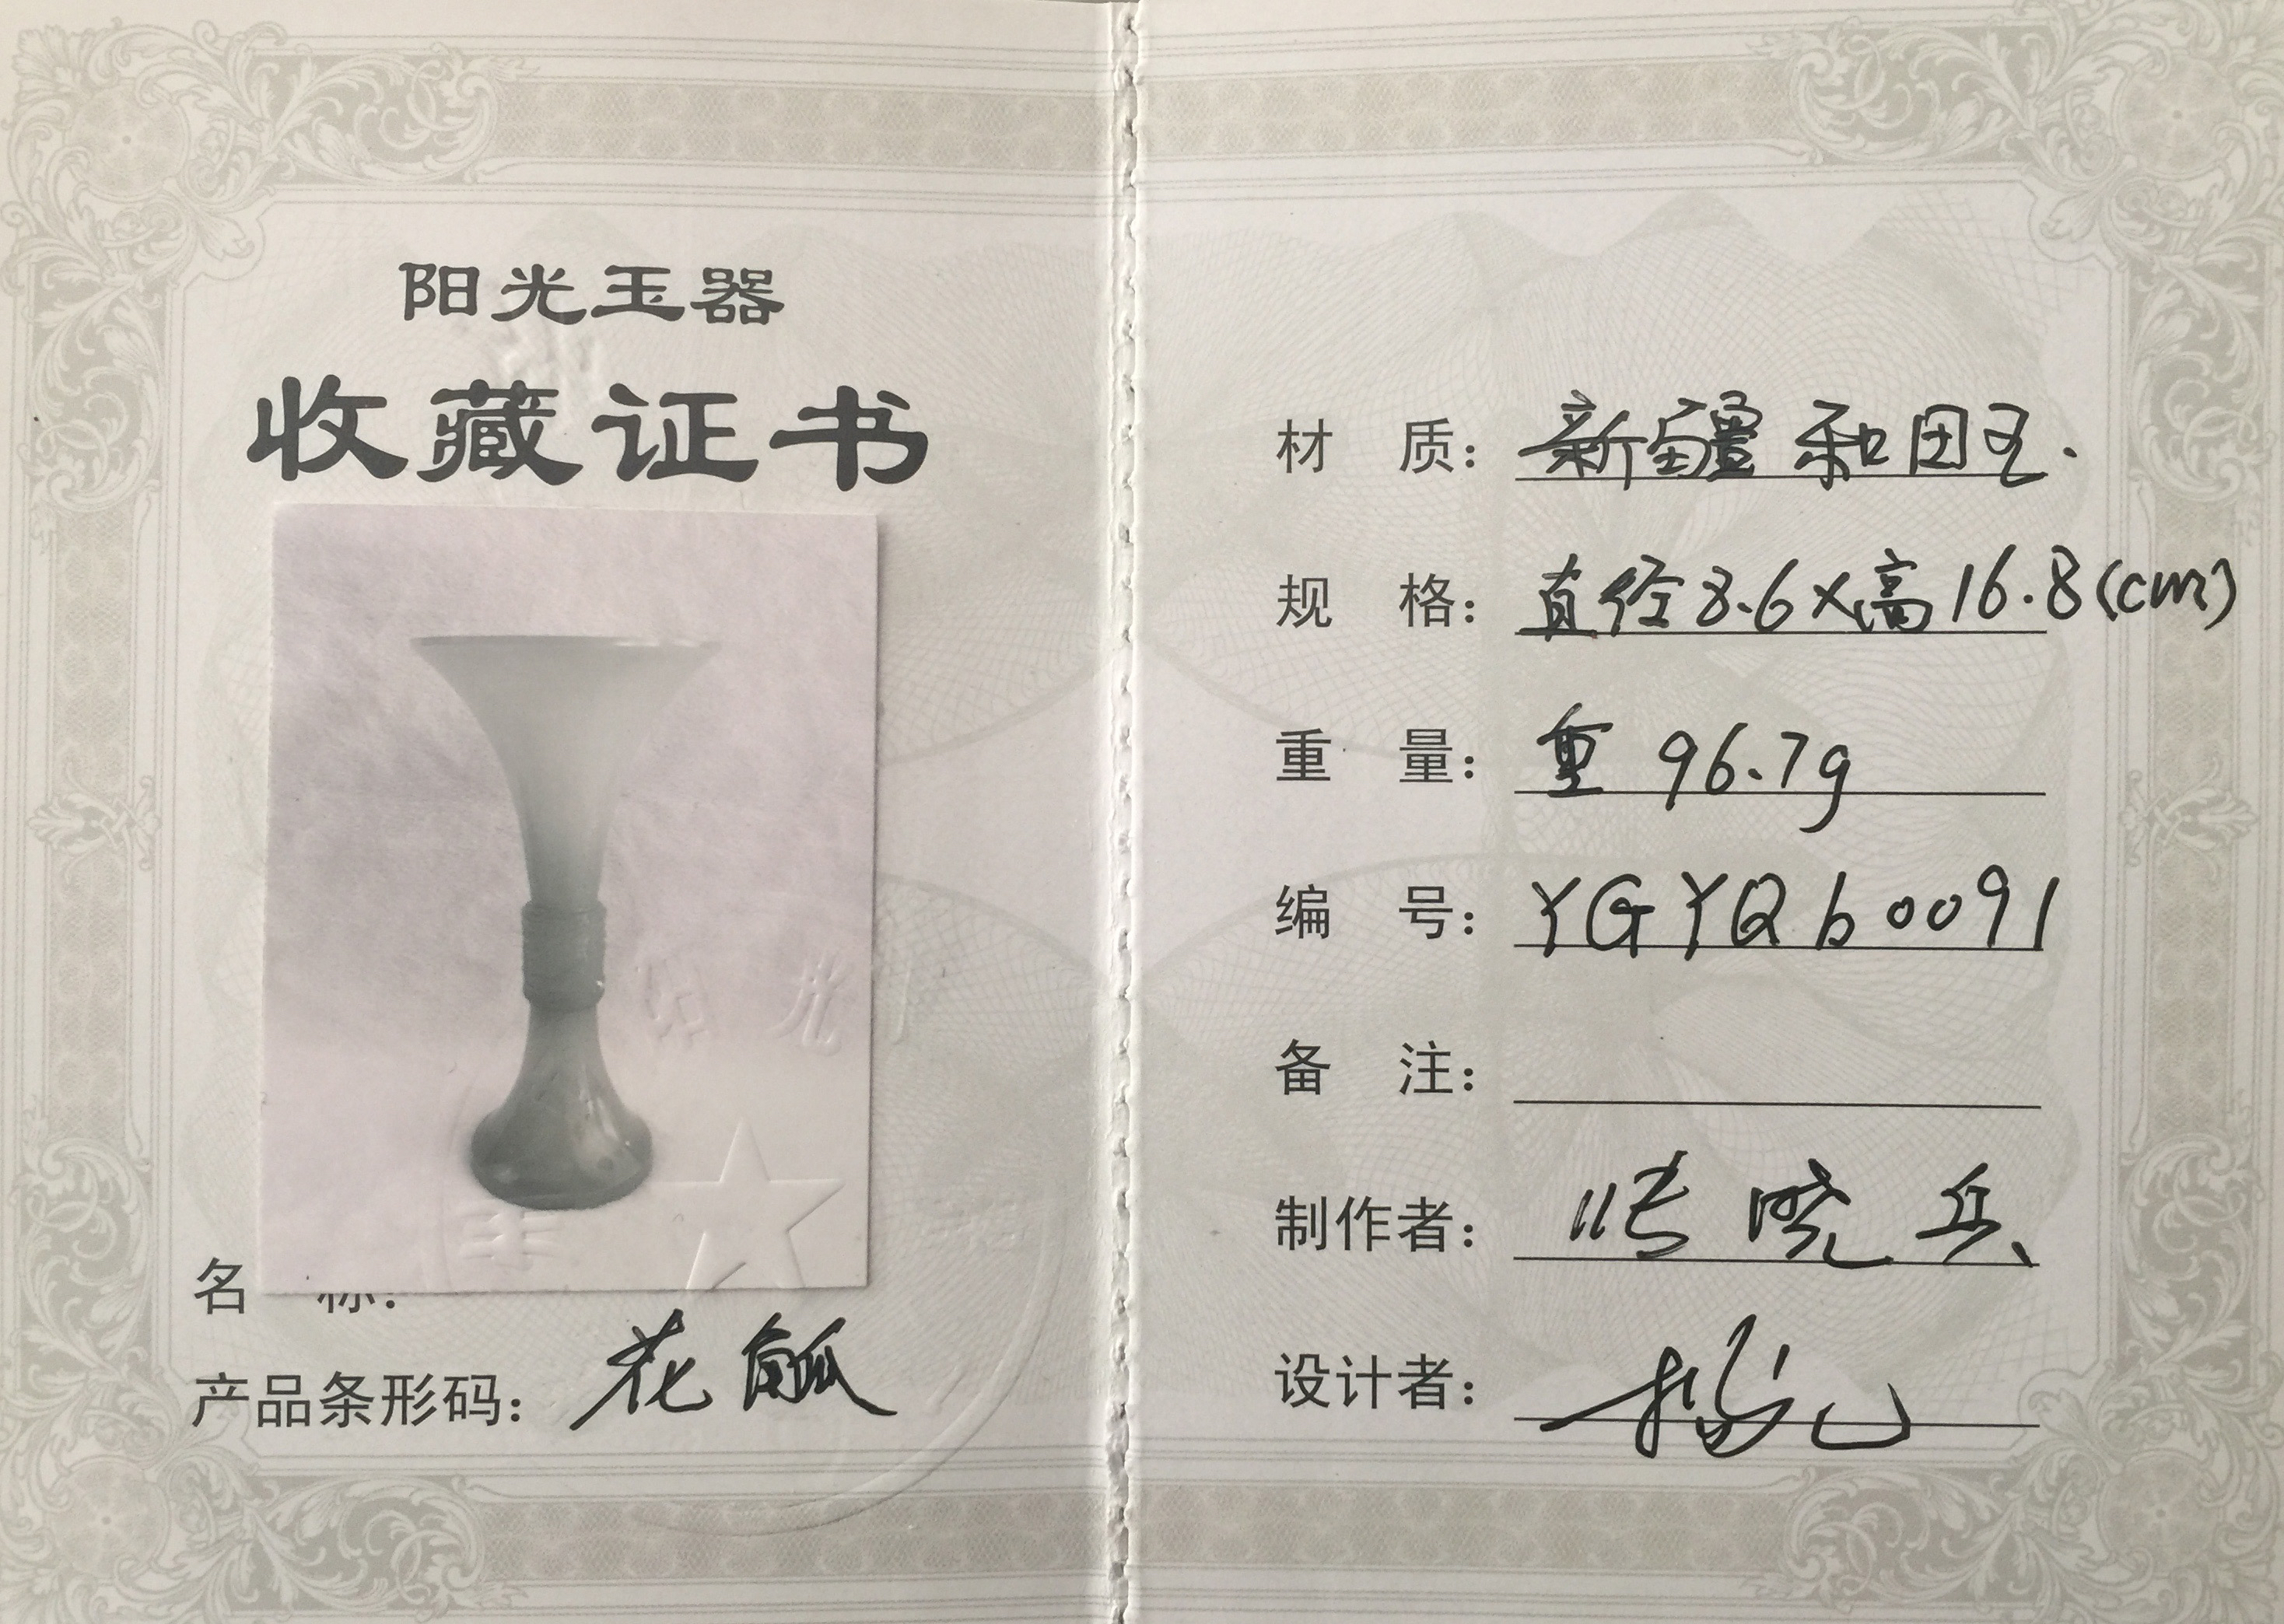 阳光玉器
收藏证书
名 称:
产品条形码: 花觚
材 质: 新疆和田玉.
规 格: 直径8.6×高16.8(cm)
重 量: 重 96.7g
编 号: YGYQb0091
备 注:
制作者: 晓兵
设计者: